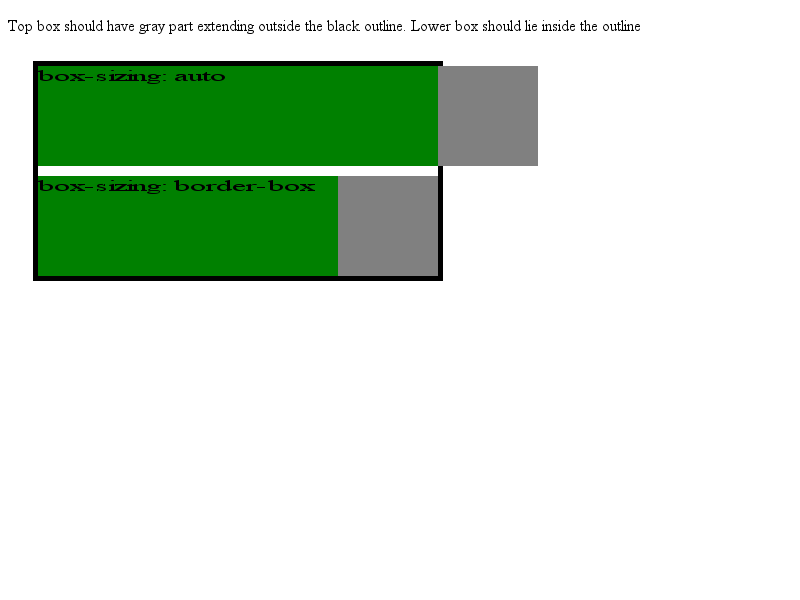 Top box should have gray part extending outside the black outline. Lower box should lie inside the outline
box-sizing: auto
box-sizing: border-box